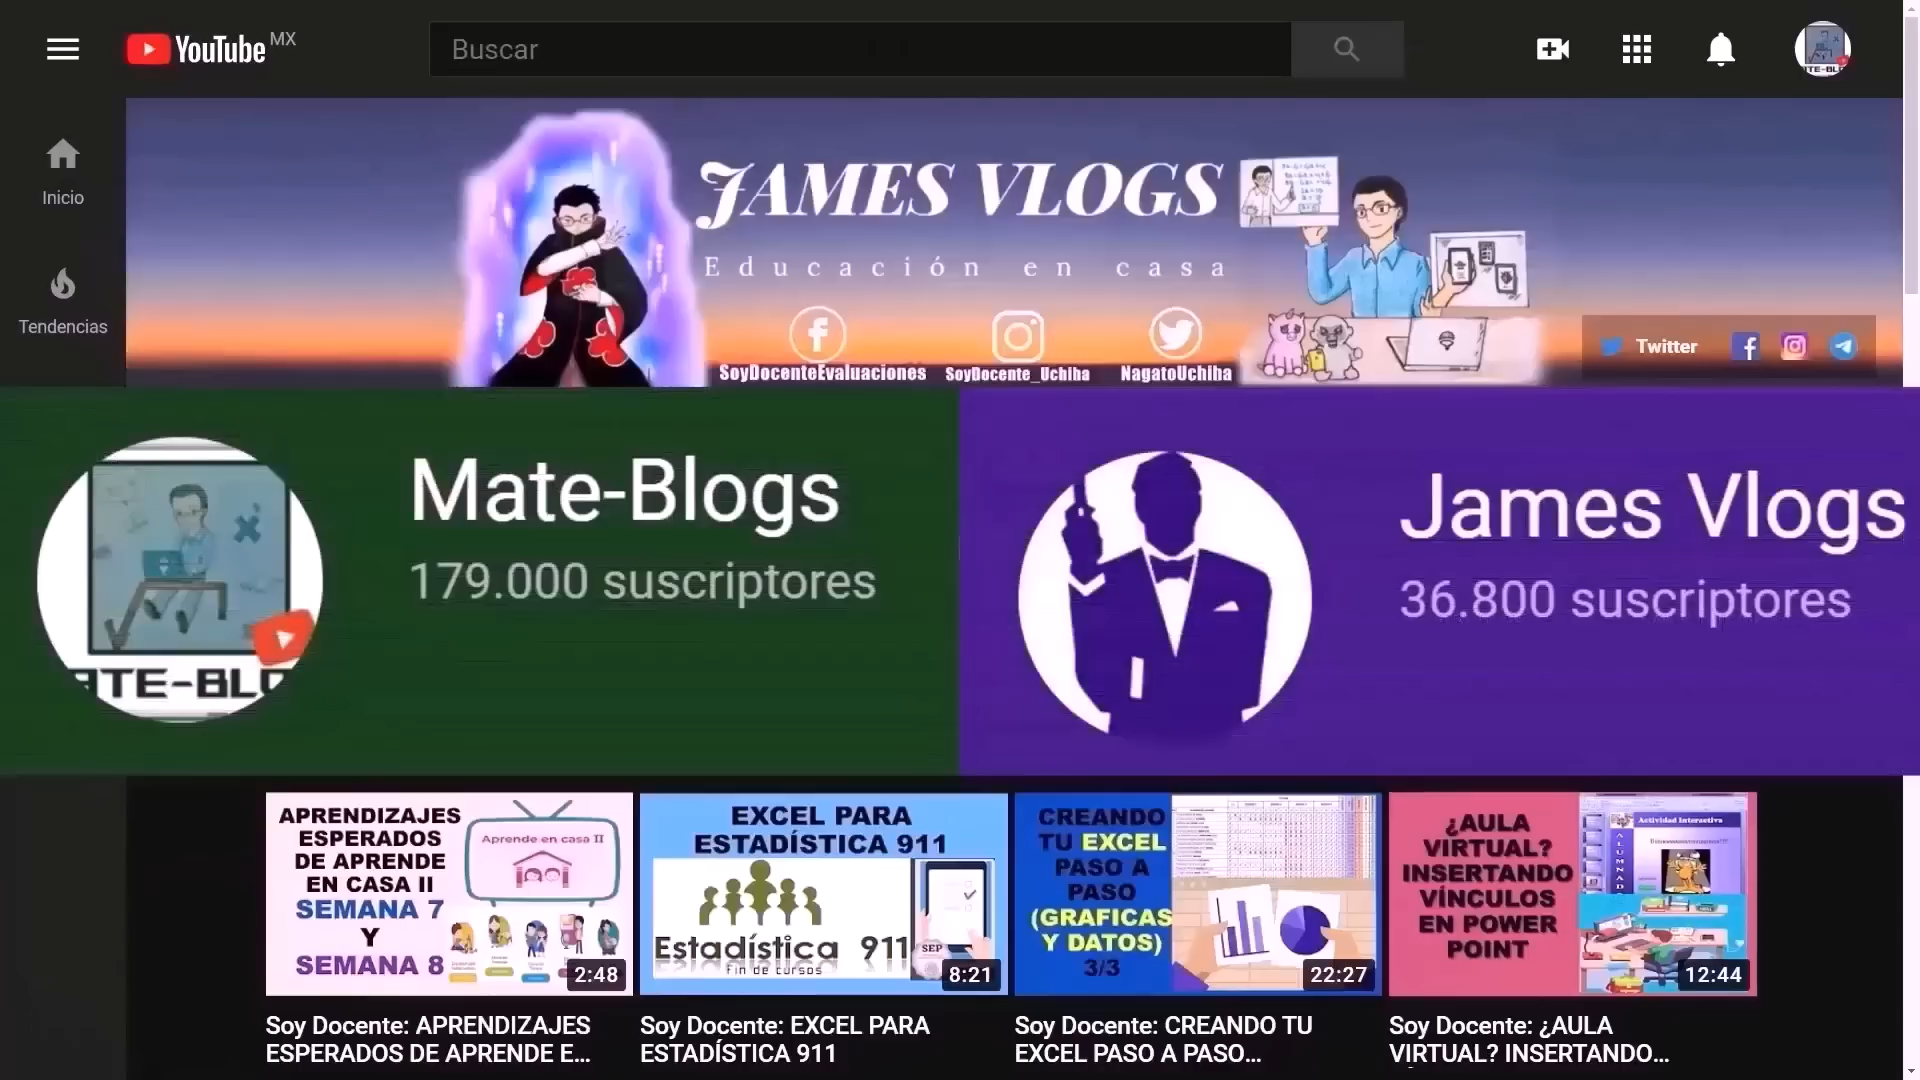 YouTube MX
Buscar
Inicio
Tendencias
JAMES VLOGS
Educación en casa
SoyDocenteEvaluaciones
SoyDocente_Uchiha
NagatoUchiha
Twitter
Mate-Blogs
179.000 suscriptores
ATE-BLO
James Vlogs
36.800 suscriptores
APRENDIZAJES
ESPERADOS
DE APRENDE
EN CASA II
SEMANA 7
Y
SEMANA 8
Aprende en casa II
2:48
EXCEL PARA
ESTADÍSTICA 911
Estadística 911
Fin de cursos
SEP
8:21
CREANDO
TU EXCEL
PASO A
PASO
(GRAFICAS
Y DATOS)
3/3
22:27
¿AULA
VIRTUAL?
INSERTANDO
VÍNCULOS
EN POWER
POINT
Actividad Interactiva
ALUMNAD
12:44
Soy Docente: APRENDIZAJES
ESPERADOS DE APRENDE E...
Soy Docente: EXCEL PARA
ESTADÍSTICA 911
Soy Docente: CREANDO TU
EXCEL PASO A PASO...
Soy Docente: ¿AULA
VIRTUAL? INSERTANDO...